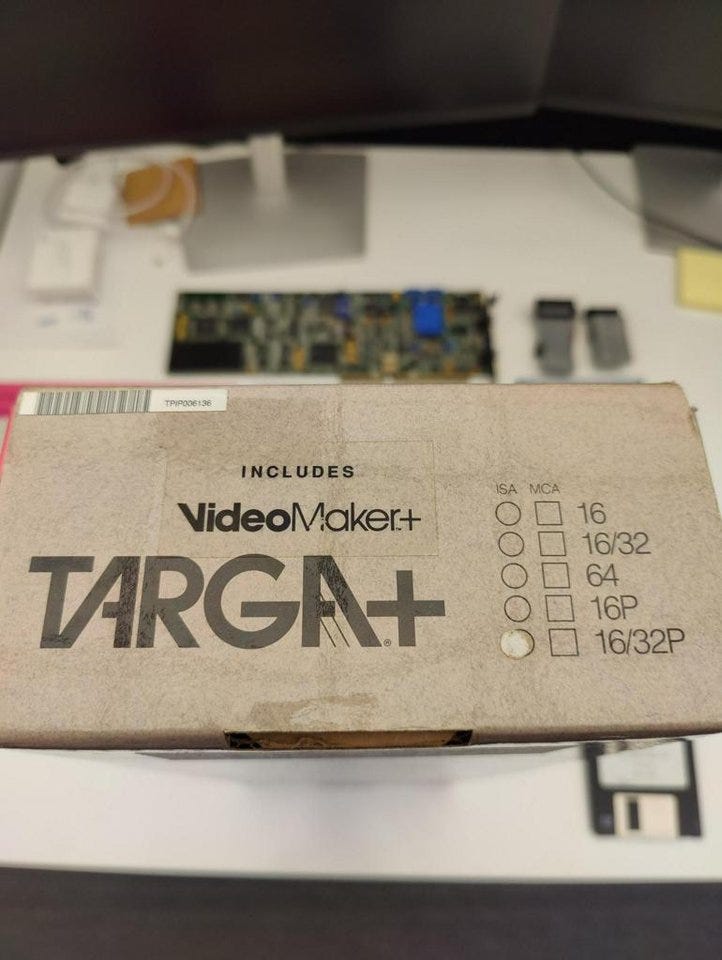 TPIP006136
INCLUDES
VideoMaker+
TARGA+®
ISA MCA
16
16/32
64
16P
16/32P